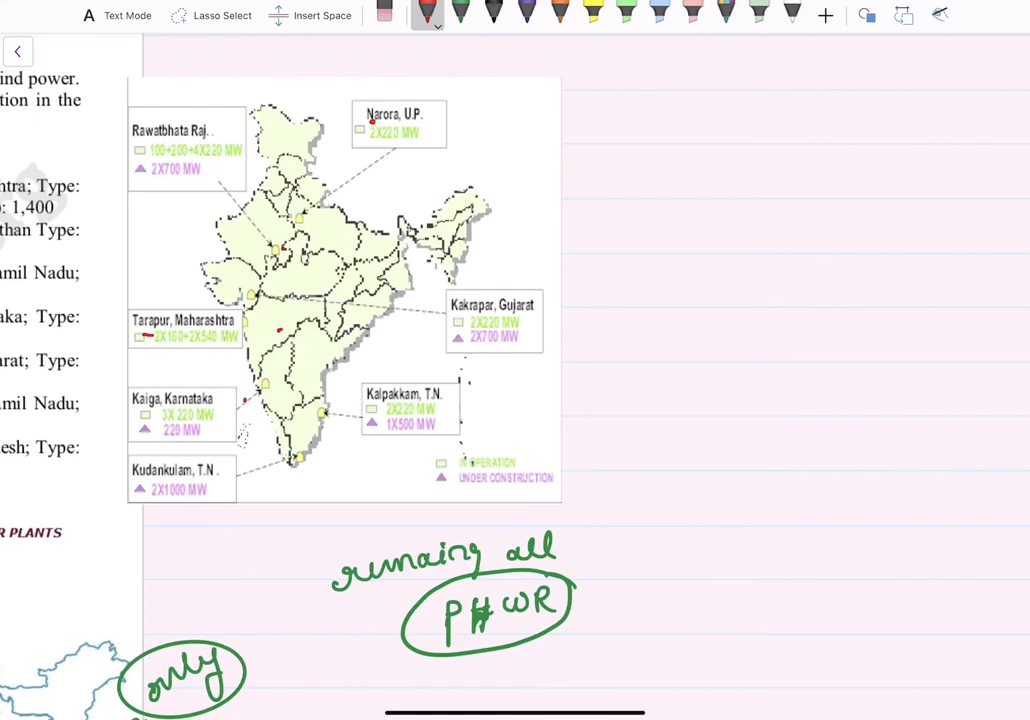 Text Mode
Lasso Select
Insert Space
ind power.
tion in the
htra; Type:
): 1,400
than Type:
amil Nadu;
aka; Type:
arat; Type:
amil Nadu;
esh; Type:
R PLANTS
Rawatbhata Raj. .
100+200+4X220 MW
2X700 MW
Narora, U.P.
2X220 MW
Tarapur, Maharashtra
2X160+2X540 MW
Kakrapar, Gujarat
2X220 MW
2X700 MW
Kaiga, Karnataka
3X 220 MW
220 MW
Kalpakkam, T.N.
2X220 MW
1X500 MW
Kudankulam, T.N .
2X1000 MW
IN OPERATION
UNDER CONSTRUCTION
remaing all
PHWR
only